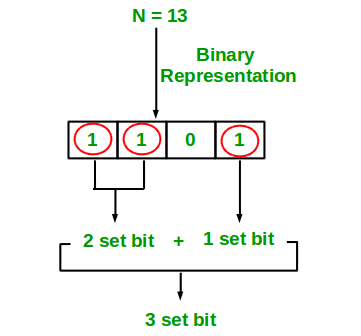 N = 13
Binary
Representation
1 1 0 1
2 set bit + 1 set bit
3 set bit